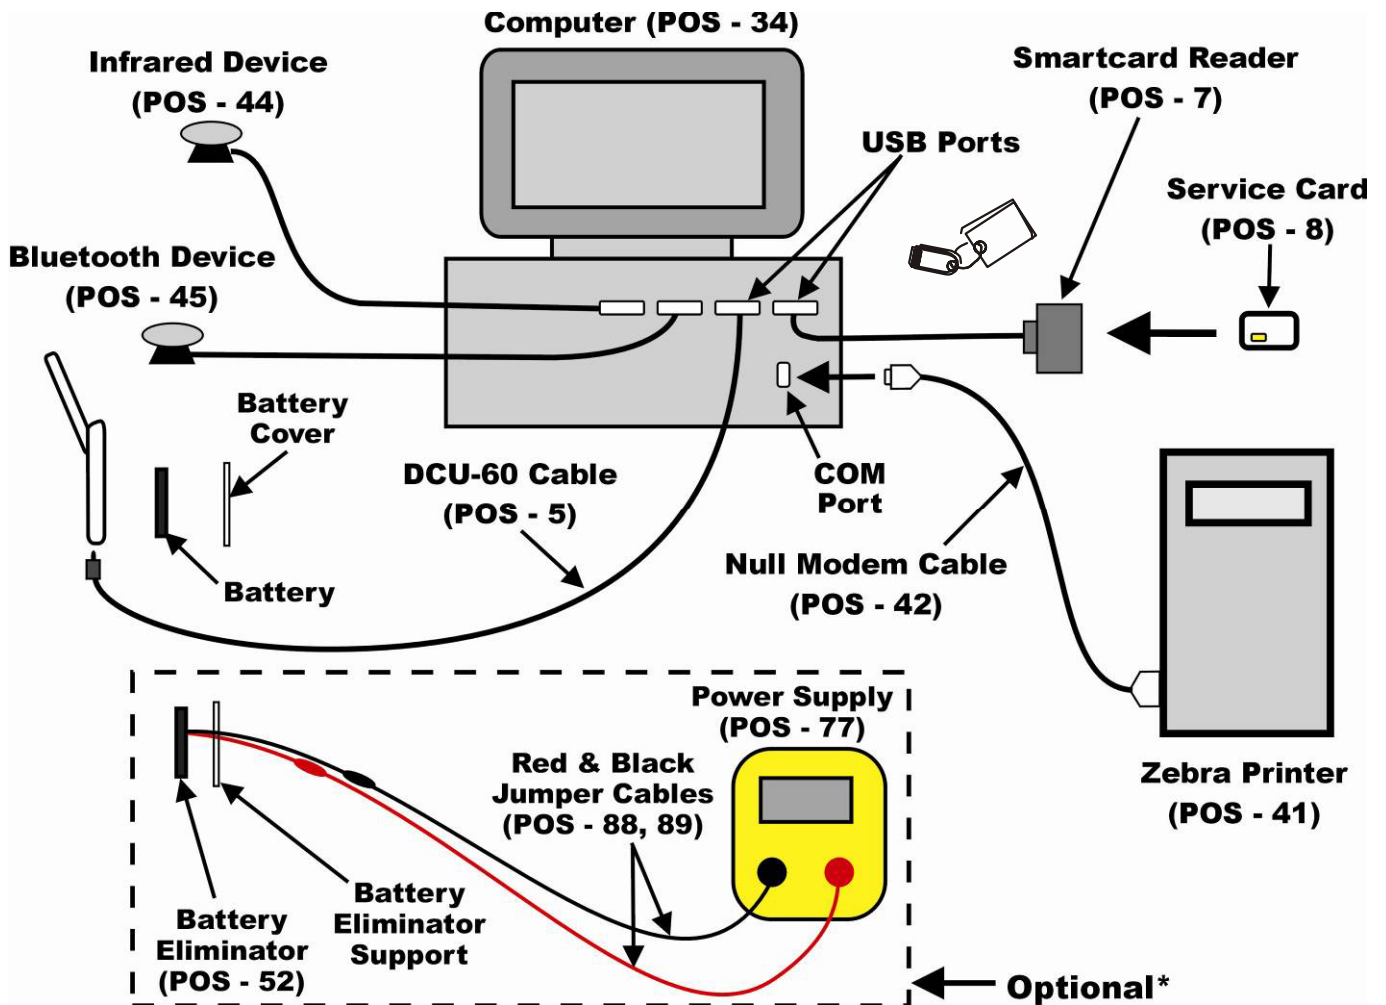 Computer (POS - 34)
Infrared Device
(POS - 44)
Smartcard Reader
(POS - 7)
USB Ports
Service Card
(POS - 8)
Bluetooth Device
(POS - 45)
Battery
Cover
DCU-60 Cable
(POS - 5)
COM
Port
Battery
Null Modem Cable
(POS - 42)
Zebra Printer
(POS - 41)
Power Supply
(POS - 77)
Red & Black
Jumper Cables
(POS - 88, 89)
Battery
Eliminator
Support
Battery
Eliminator
(POS - 52)
Optional*